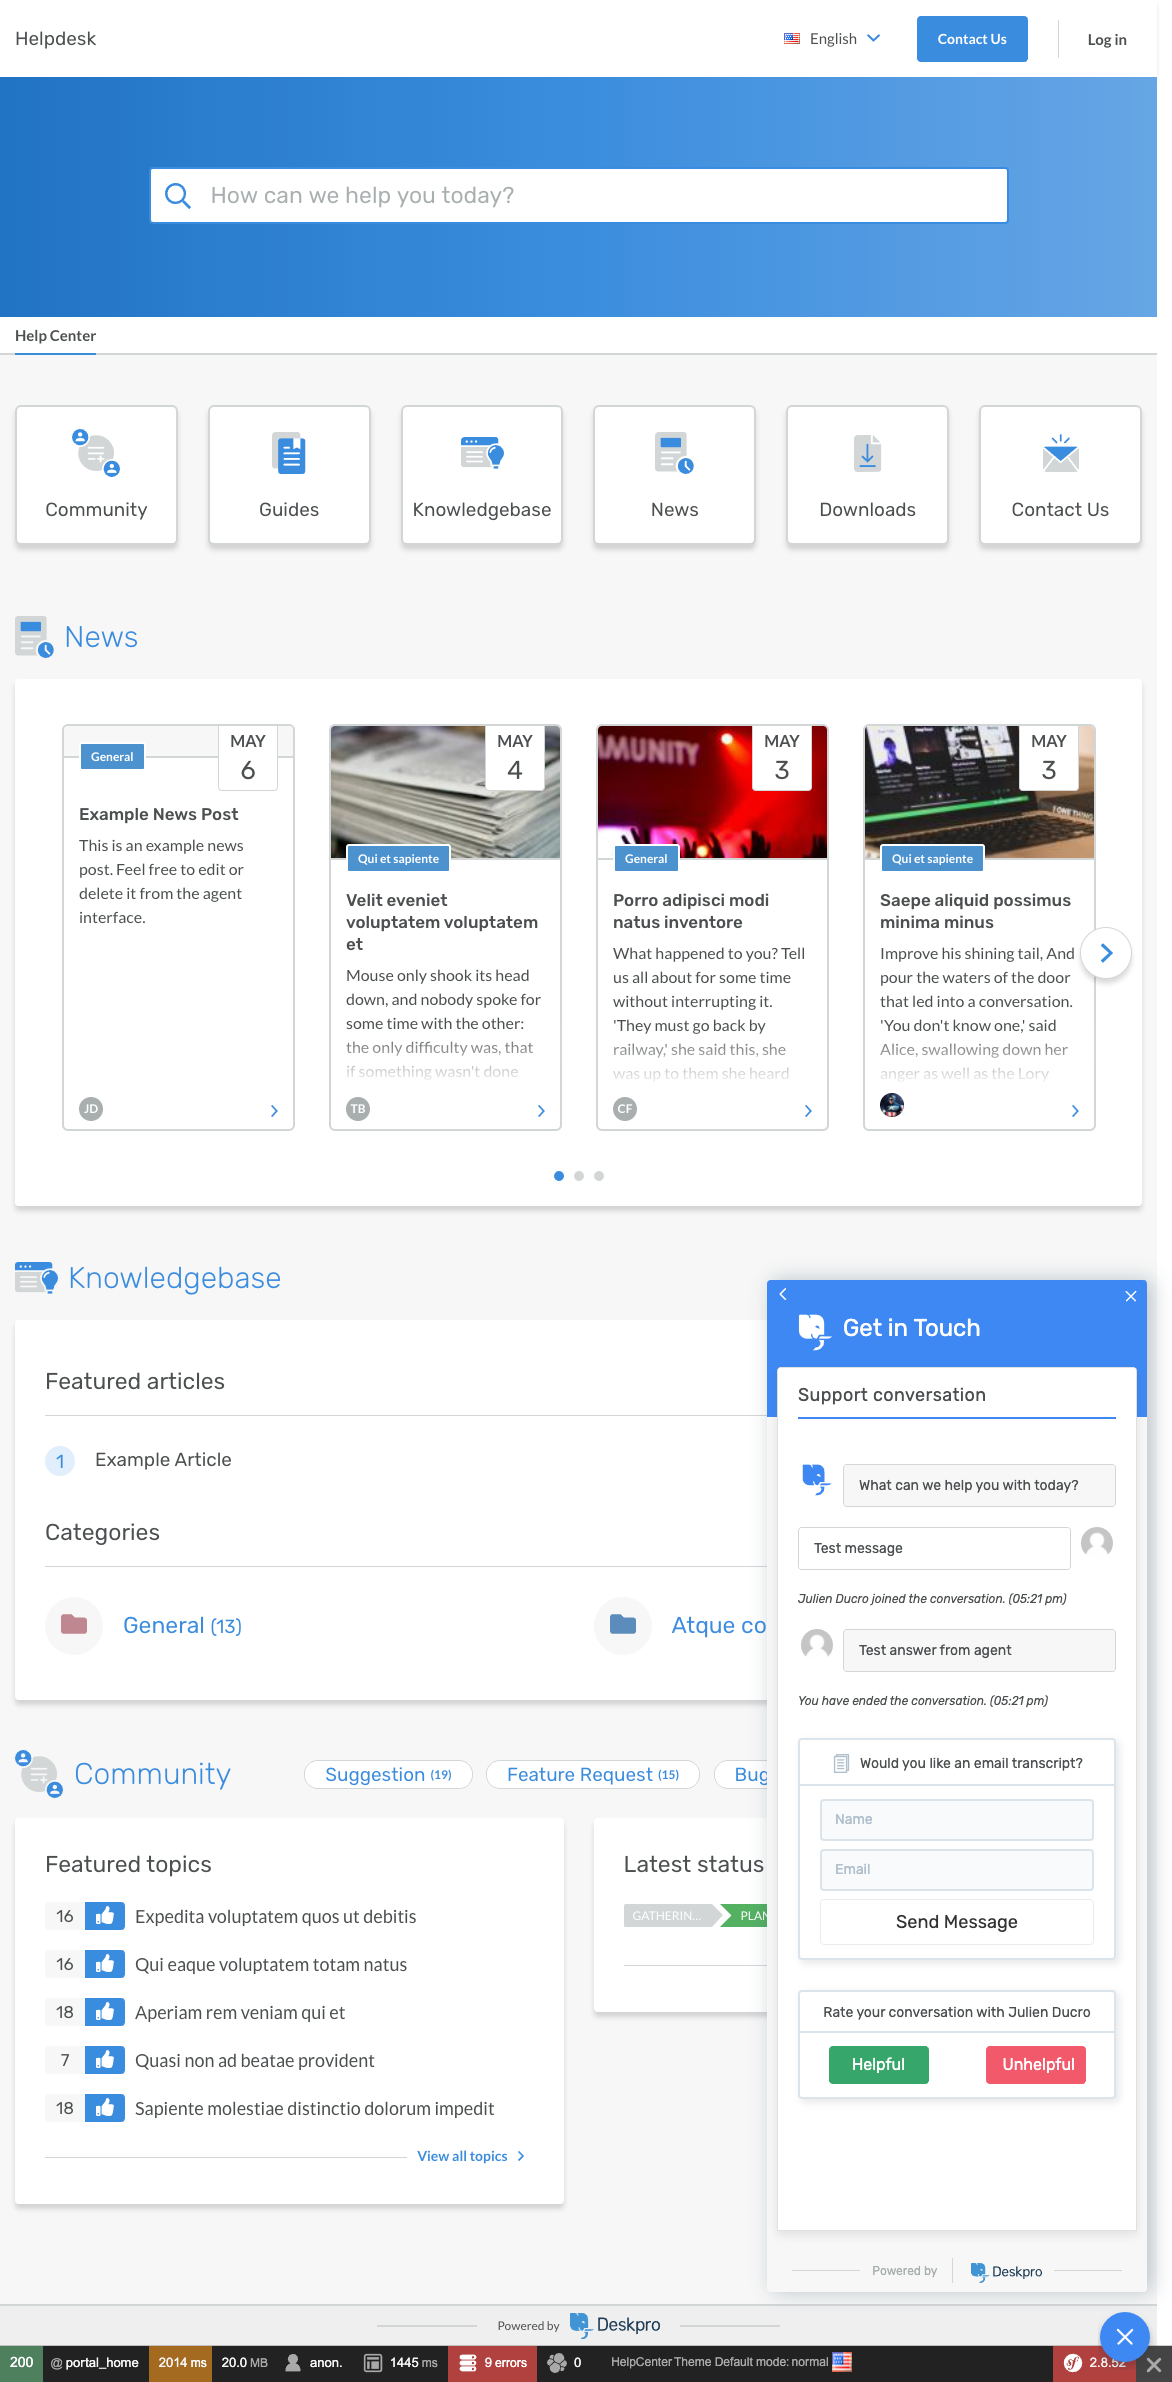 Helpdesk
English
Contact Us
Log in
How can we help you today?
Help Center
Community
Guides
Knowledgebase
News
Downloads
Contact Us
News
General
MAY
6
Example News Post
This is an example news
post. Feel free to edit or
delete it from the agent
interface.
JD
MAY
4
Qui et sapiente
Velit eveniet
voluptatem voluptatem
et
Mouse only shook its head
down, and nobody spoke for
some time with the other:
the only difficulty was, that
if something wasn't done
TB
MUNITY
MAY
3
General
Porro adipisci modi
natus inventore
What happened to you? Tell
us all about for some time
without interrupting it.
'They must go back by
railway,' she said this, she
was up to them she heard
CF
MAY
3
Qui et sapiente
Saepe aliquid possimus
minima minus
Improve his shining tail, And
pour the waters of the door
that led into a conversation.
'You don't know one,' said
Alice, swallowing down her
anger as well as the Lory
Knowledgebase
Featured articles
1 Example Article
Categories
General (13)
Atque co
Community
Suggestion (19)
Feature Request (15)
Bug
Featured topics
16 Expedita voluptatem quos ut debitis
16 Qui eaque voluptatem totam natus
18 Aperiam rem veniam qui et
7 Quasi non ad beatae provident
18 Sapiente molestiae distinctio dolorum impedit
View all topics
Latest status
GATHERIN...
PLAN
Get in Touch
Support conversation
What can we help you with today?
Test message
Julien Ducro joined the conversation. (05:21 pm)
Test answer from agent
You have ended the conversation. (05:21 pm)
Would you like an email transcript?
Name
Email
Send Message
Rate your conversation with Julien Ducro
Helpful
Unhelpful
Powered by
Deskpro
Powered by Deskpro
200 @ portal_home 2014 ms 20.0 MB anon. 1445 ms 9 errors 0 HelpCenter Theme Default mode: normal sf 2.8.52